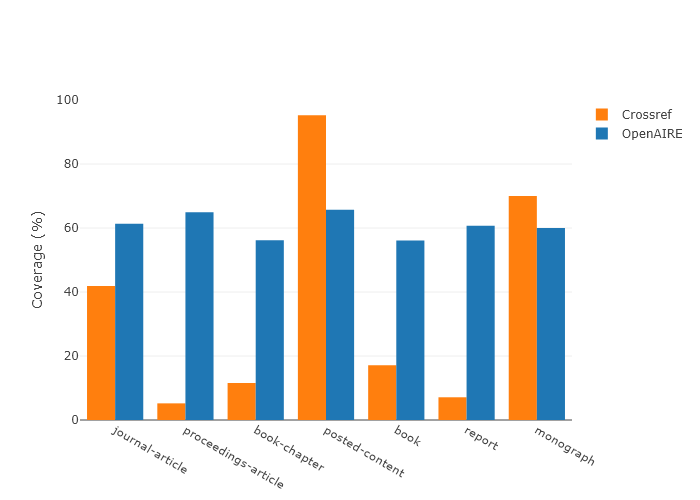 Crossref
OpenAIRE
Coverage (%)
100
80
60
40
20
0
journal-article
proceedings-article
book-chapter
posted-content
book
report
monograph